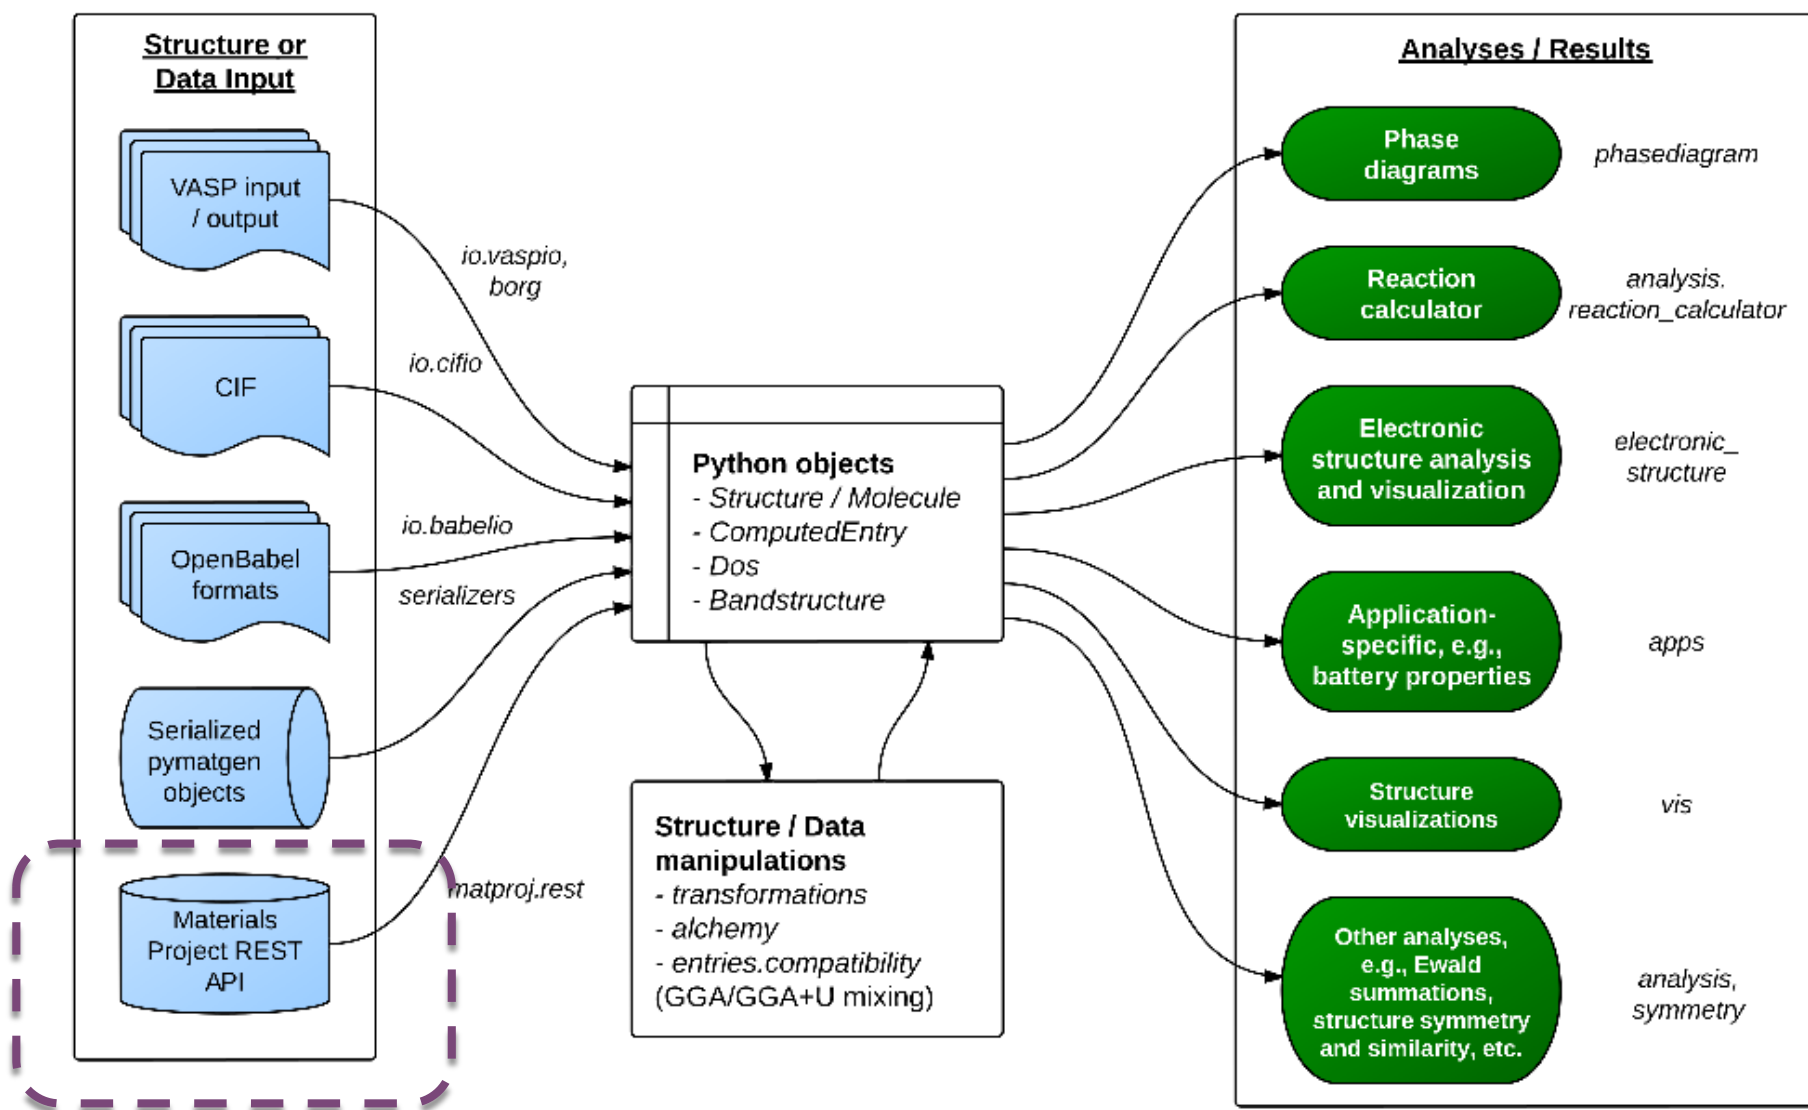 Structure or
Data Input
VASP input
/ output
CIF
OpenBabel
formats
Serialized
pymatgen
objects
Materials
Project REST
API
io.vaspio,
borg
io.cifio
io.babelio
serializers
matproj.rest
Python objects
- Structure / Molecule
- ComputedEntry
- Dos
- Bandstructure
Structure / Data
manipulations
- transformations
- alchemy
- entries.compatibility
(GGA/GGA+U mixing)
Analyses / Results
Phase
diagrams
phasediagram
Reaction
calculator
analysis.
reaction_calculator
Electronic
structure analysis
and visualization
electronic_
structure
Application-
specific, e.g.,
battery properties
apps
Structure
visualizations
vis
Other analyses,
e.g., Ewald
summations,
structure symmetry
and similarity, etc.
analysis,
symmetry